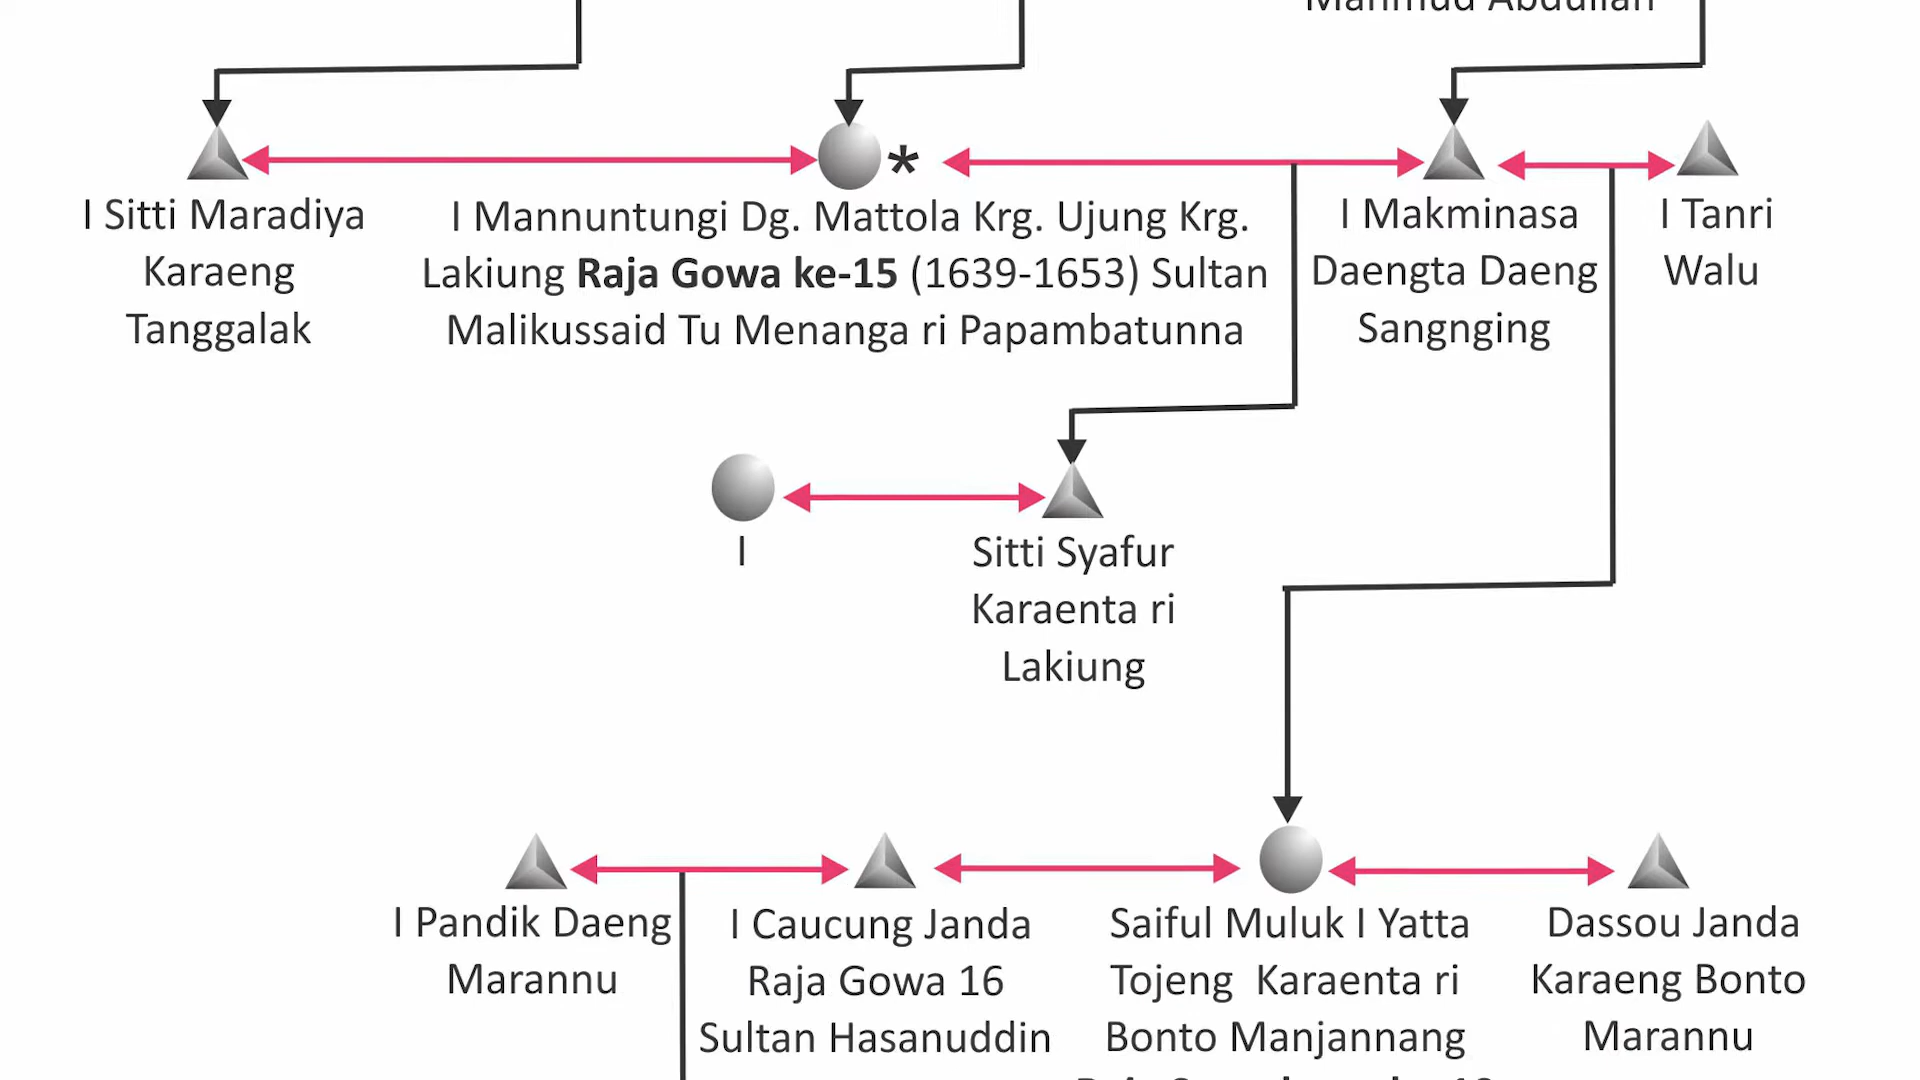 Mahmud Abdullah
I Sitti Maradiya
Karaeng
Tanggalak
*
I Mannuntungi Dg. Mattola Krg. Ujung Krg.
Lakiung Raja Gowa ke-15 (1639-1653) Sultan
Malikussaid Tu Menanga ri Papambatunna
I Makminasa
Daengta Daeng
Sangnging
I Tanri
Walu
I
Sitti Syafur
Karaenta ri
Lakiung
I Pandik Daeng
Marannu
I Caucung Janda
Raja Gowa 16
Sultan Hasanuddin
Saiful Muluk I Yatta
Tojeng Karaenta ri
Bonto Manjannang
Dassou Janda
Karaeng Bonto
Marannu